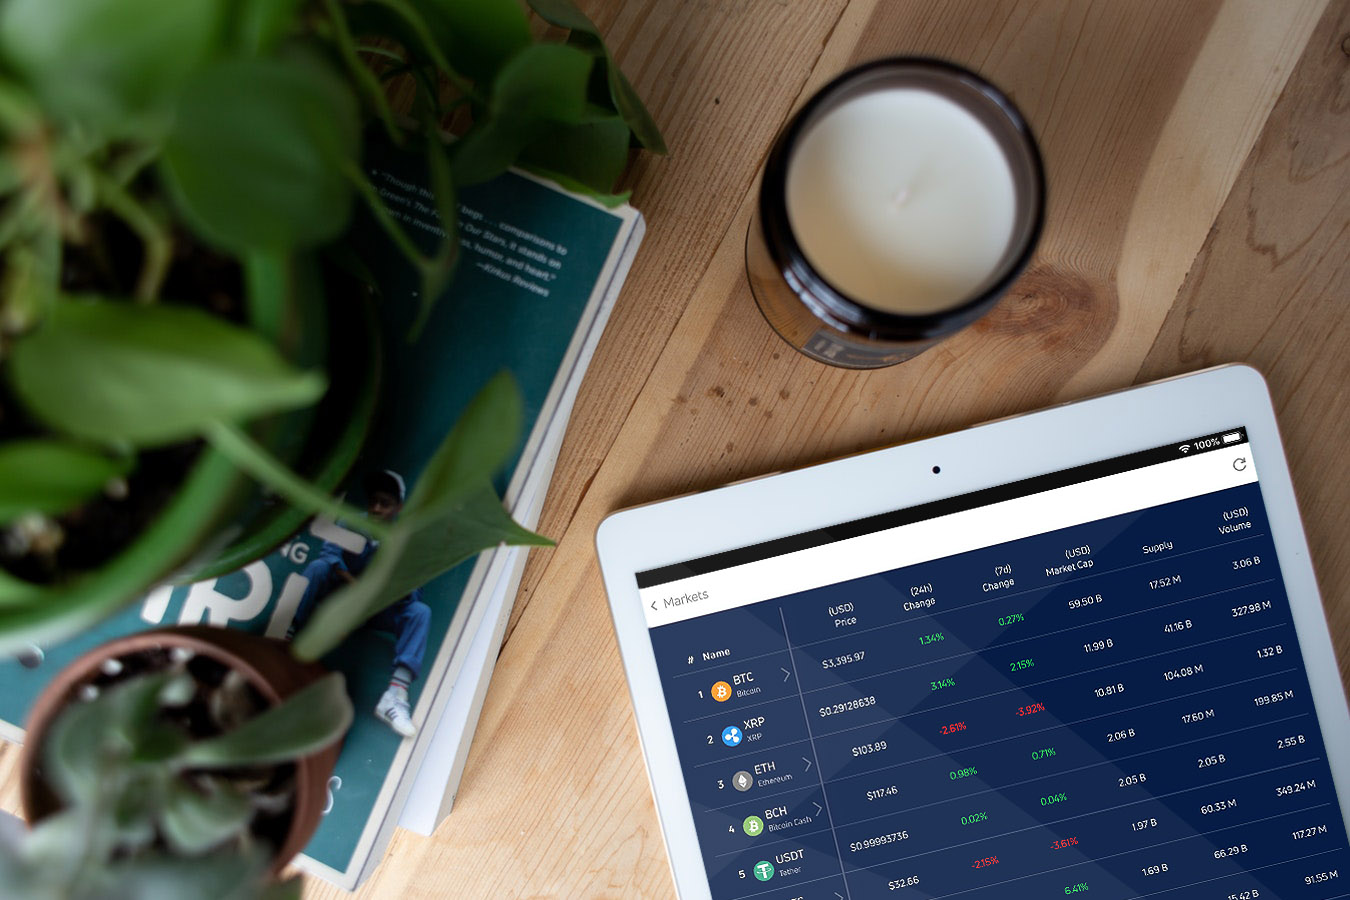 "Though this begs... comparisons to
Green's The Our Stars, it stands on
in humor, and heart."
—Kirkus Reviews
NG
100%
Markets
# Name (USD) Price (24h) Change (7d) Change (USD) Market Cap Supply (USD) Volume
1 BTC Bitcoin $3,395.97 1.34% 0.27% 59.50 B 17.52 M 3.06 B
2 XRP XRP $0.29128638 3.14% 2.15% 11.99 B 41.16 B 327.98 M
3 ETH Ethereum $103.89 -2.61% -3.92% 10.81 B 104.08 M 1.32 B
4 BCH Bitcoin Cash $117.46 0.98% 0.71% 2.06 B 17.60 M 199.85 M
5 USDT Tether $0.99993736 0.02% 0.04% 2.05 B 2.05 B 2.55 B
$32.66 -2.15% -3.61% 1.97 B 60.33 M 349.24 M
6.41% 1.69 B 66.29 B 117.27 M
15.42 B 91.55 M